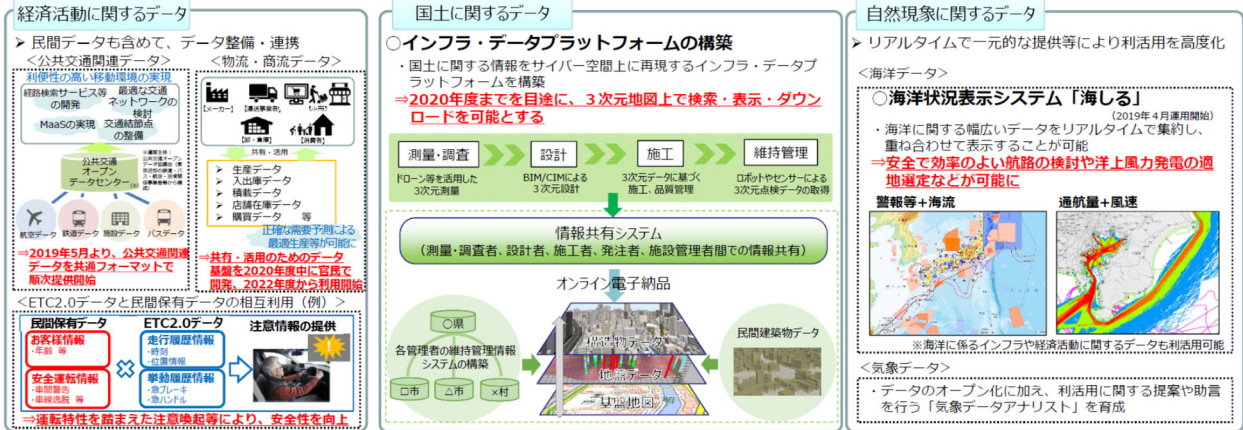 経済活動に関するデータ
➢ 民間データも含めて、データ整備・連携
<公共交通関連データ>
利便性の高い移動環境の実現
経路検索サービス等
の開発
最適な交通
ネットワークの
検討
MaaSの実現
交通結節点
の整備
公共交通
オープン
データセンター
航空データ
鉄道データ
施設データ
バスデータ
⇒2019年5月より、公共交通関連
データを共通フォーマットで
順次提供開始
<物流・商流データ>
【メーカー】
【運送事業者】
【小売】
【卸・倉庫】
【消費者】
共有・活用
➢ 生産データ
➢ 入出庫データ
➢ 積載データ
➢ 店舗在庫データ
➢ 購買データ 等
正確な需要予測による
最適生産等が可能に
⇒共有・活用のためのデータ
基盤を2020年度中に官民で
開発、2022年度から利用開始
<ETC2.0データと民間保有データの相互利用(例)>
民間保有データ
お客様情報
・年齢 等
安全運転情報
・車間警告
・車線逸脱 等
ETC2.0データ
走行履歴情報
・時刻
・位置情報
挙動履歴情報
・急ブレーキ
・急ハンドル
注意情報の提供
⇒運転特性を踏まえた注意喚起等により、安全性を向上
国土に関するデータ
○インフラ・データプラットフォームの構築
・国土に関する情報をサイバー空間上に再現するインフラ・データプ
ラットフォームを構築
⇒2020年度までを目途に、3次元地図上で検索・表示・ダウン
ロードを可能とする
測量・調査
設計
施工
維持管理
ドローン等を活用した
3次元測量
BIM/CIMによる
3次元設計
3次元データに基づく
施工、品質管理
ロボットやセンサーによる
3次元点検データの取得
情報共有システム
(測量・調査者、設計者、施工者、発注者、施設管理者間での情報共有)
オンライン電子納品
○県
各管理者の維持管理情報
システムの構築
□市
△市
×村
構造物データ
地盤データ
基盤地図
民間建築物データ
自然現象に関するデータ
➢ リアルタイムで一元的な提供等により利活用を高度化
<海洋データ>
○海洋状況表示システム「海しる」
(2019年4月運用開始)
・海洋に関する幅広いデータをリアルタイムで集約し、
重ね合わせて表示することが可能
⇒安全で効率のよい航路の検討や洋上風力発電の適
地選定などが可能に
警報等+海流
通航量+風速
※海洋に係るインフラや経済活動に関するデータも利活用可能
<気象データ>
・データのオープン化に加え、利活用に関する提案や助言
を行う「気象データアナリスト」を育成